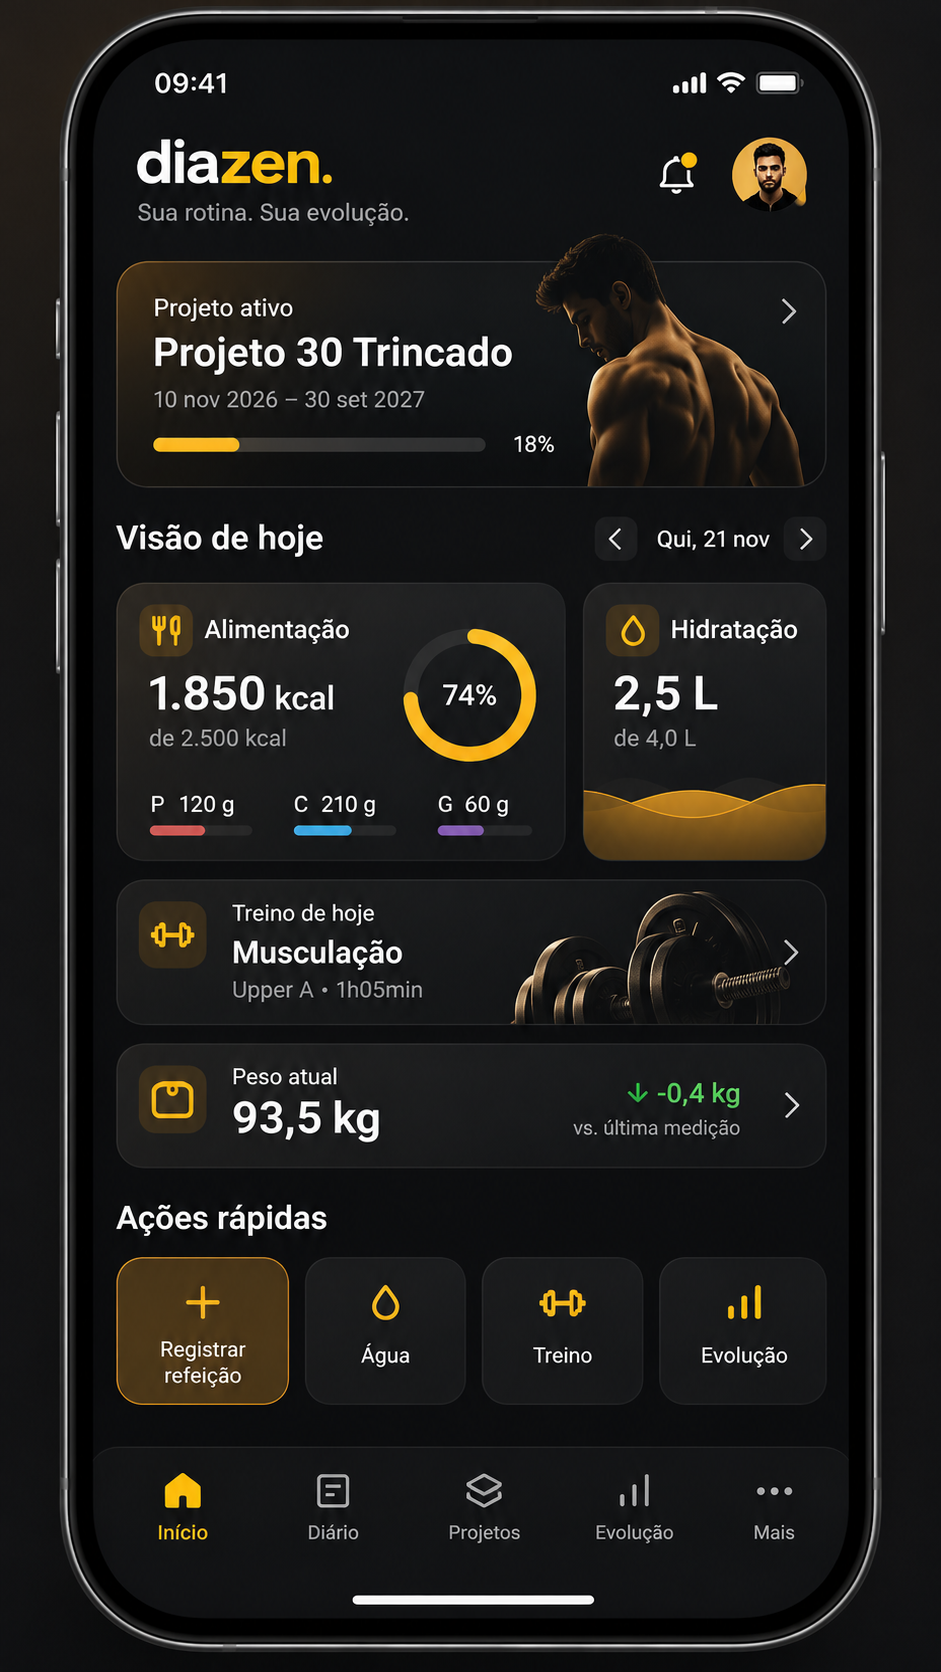 09:41
diazen.
Sua rotina. Sua evolução.
Projeto ativo
Projeto 30 Trincado
10 nov 2026 – 30 set 2027
18%
Visão de hoje
Qui, 21 nov
Alimentação
1.850 kcal
de 2.500 kcal
74%
P 120 g
C 210 g
G 60 g
Hidratação
2,5 L
de 4,0 L
Treino de hoje
Musculação
Upper A • 1h05min
Peso atual
93,5 kg
-0,4 kg
vs. última medição
Ações rápidas
Registrar
refeição
Água
Treino
Evolução
Início
Diário
Projetos
Evolução
Mais